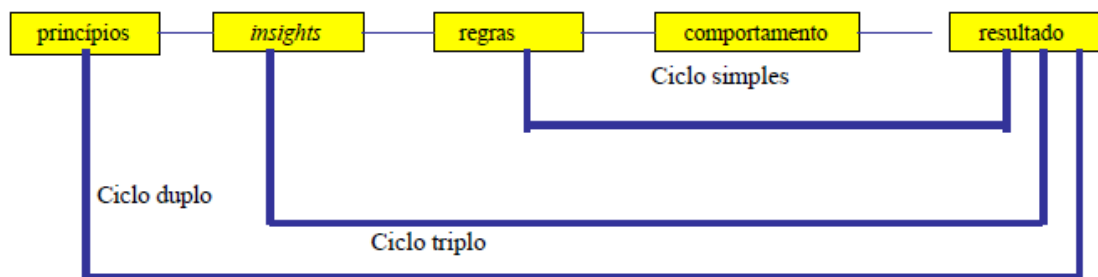 princípios insights regras comportamento resultado
Ciclo simples
Ciclo duplo
Ciclo triplo